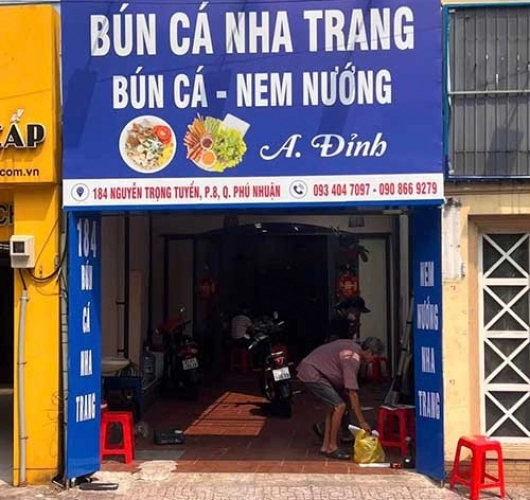 BÚN CÁ NHA TRANG
BÚN CÁ - NEM NƯỚNG
A. Đỉnh
184 NGUYỄN TRỌNG TUYỂN, P.8, Q. PHÚ NHUẬN
093 404 7097 - 090 866 9279
ẤP
com.vn
184
BÚN
CÁ
NHA
TRANG
NEM
NƯỚNG
NHA
TRANG